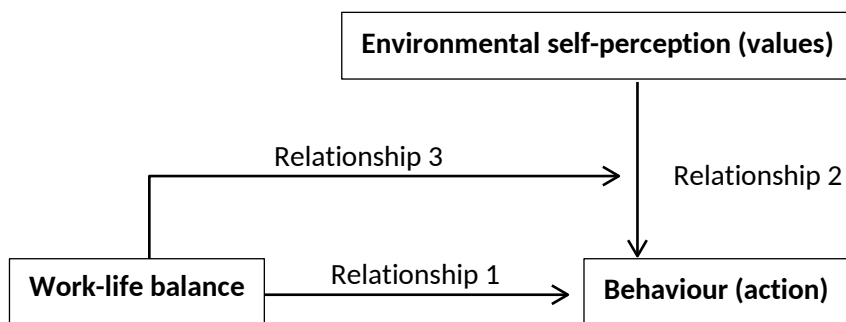 Environmental self-perception (values)
Relationship 3
Relationship 2
Work-life balance
Relationship 1
Behaviour (action)